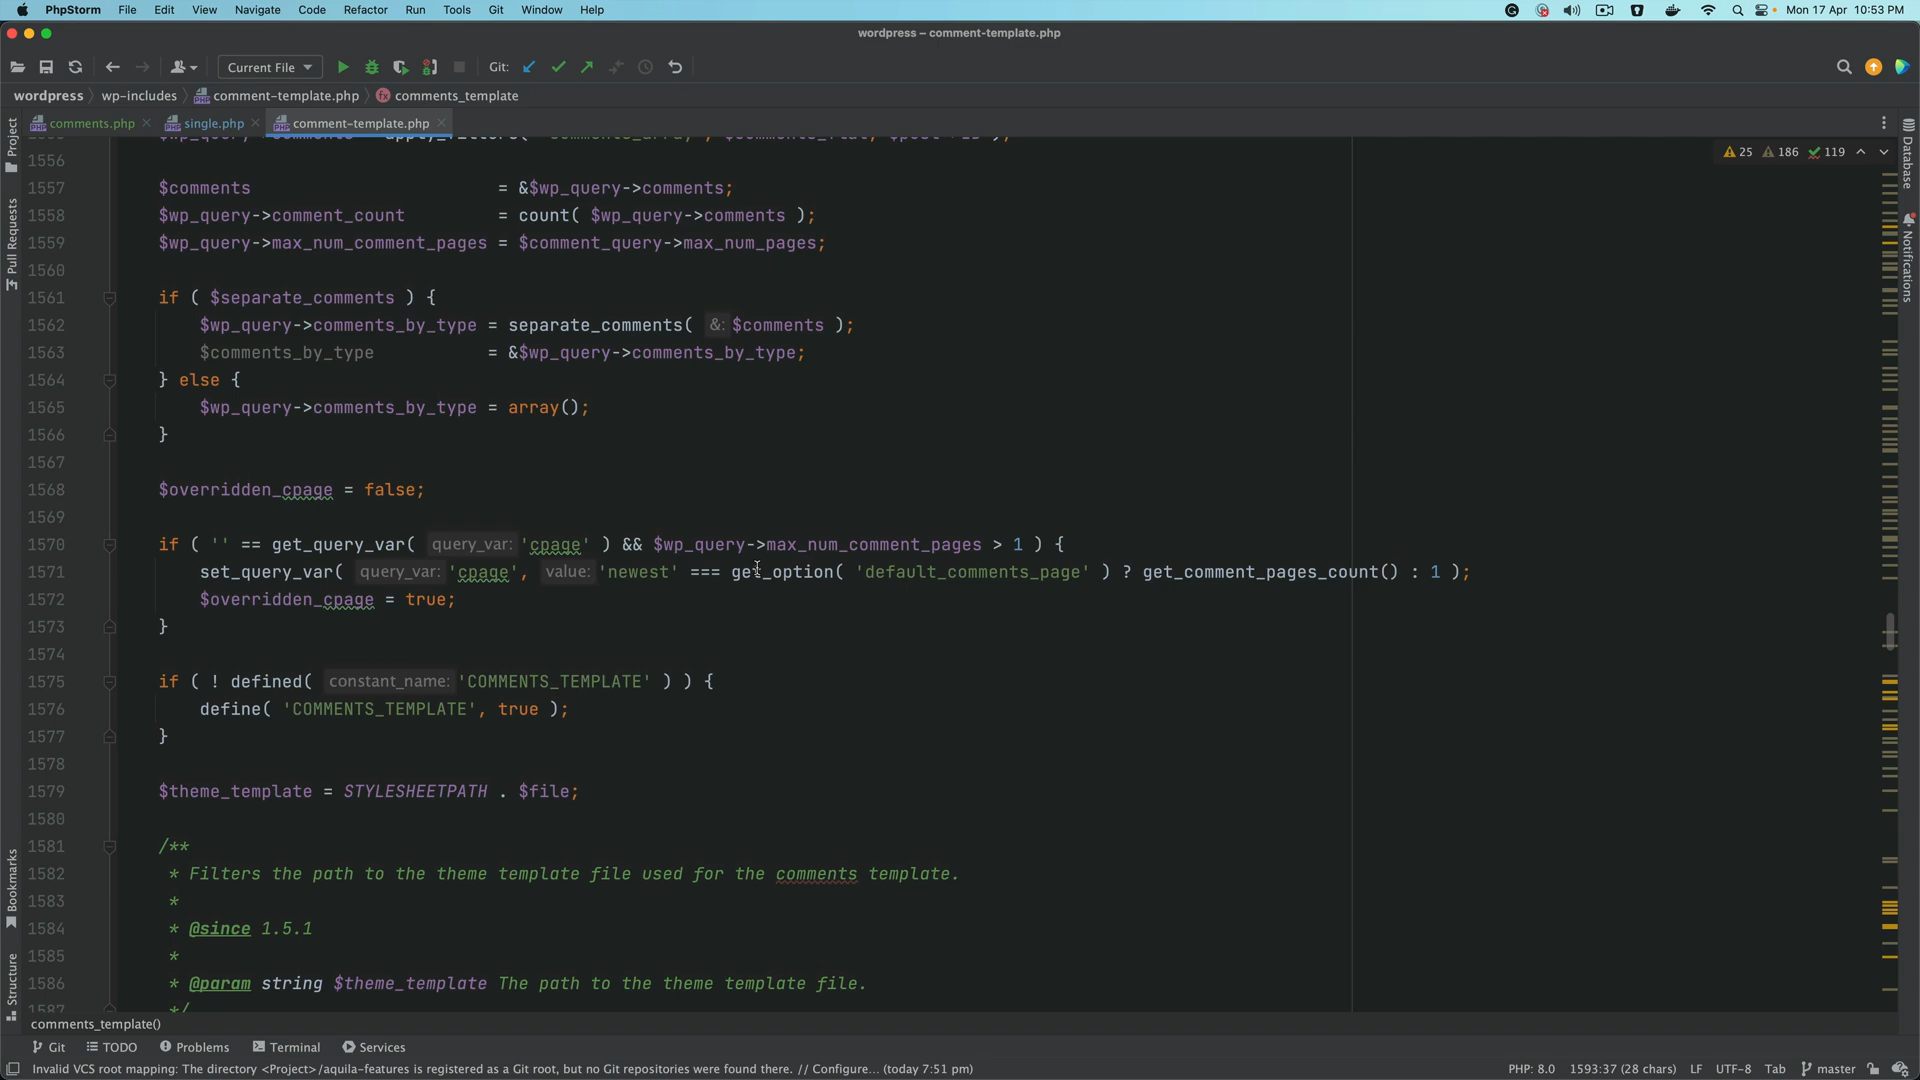 PhpStorm File Edit View Navigate Code Refactor Run Tools Git Window Help Mon 17 Apr 10:53 PM
wordpress – comment-template.php
Current File Git:
wordpress wp-includes comment-template.php comments_template
comments.php single.php comment-template.php
25 186 119
1556
1557 $comments = &$wp_query->comments;
1558 $wp_query->comment_count = count( $wp_query->comments );
1559 $wp_query->max_num_comment_pages = $comment_query->max_num_pages;
1560
1561 if ( $separate_comments ) {
1562 $wp_query->comments_by_type = separate_comments( &: $comments );
1563 $comments_by_type = &$wp_query->comments_by_type;
1564 } else {
1565 $wp_query->comments_by_type = array();
1566 }
1567
1568 $overridden_cpage = false;
1569
1570 if ( '' == get_query_var( query_var: 'cpage' ) && $wp_query->max_num_comment_pages > 1 ) {
1571 set_query_var( query_var: 'cpage', value: 'newest' === get_option( 'default_comments_page' ) ? get_comment_pages_count() : 1 );
1572 $overridden_cpage = true;
1573 }
1574
1575 if ( ! defined( constant_name: 'COMMENTS_TEMPLATE' ) ) {
1576 define( 'COMMENTS_TEMPLATE', true );
1577 }
1578
1579 $theme_template = STYLESHEETPATH . $file;
1580
1581 /**
1582 * Filters the path to the theme template file used for the comments template.
1583 *
1584 * @since 1.5.1
1585 *
1586 * @param string $theme_template The path to the theme template file.
1587 */
Project
Pull Requests
Bookmarks
Structure
Database
Notifications
comments_template()
Git TODO Problems Terminal Services
Invalid VCS root mapping: The directory <Project>/aquila-features is registered as a Git root, but no Git repositories were found there. // Configure... (today 7:51 pm) PHP: 8.0 1593:37 (28 chars) LF UTF-8 Tab master